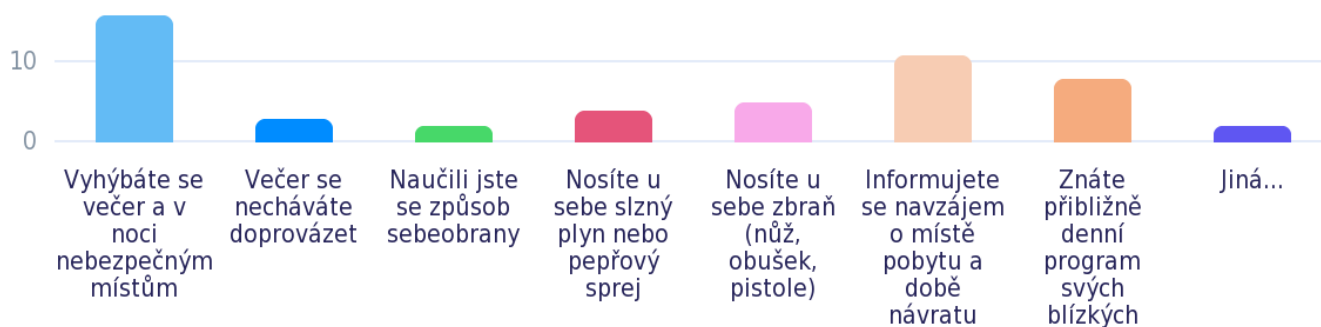 10
0
Vyhýbáte se
večer a v
noci
nebezpečným
místům
Večer se
necháváte
doprovázet
Naučili jste
se způsob
sebeobrany
Nosíte u
sebe slzný
plyn nebo
pepřový
sprej
Nosíte u
sebe zbraň
(nůž,
obušek,
pistole)
Informujete
se navzájem
o místě
pobytu a
době
návratu
Znáte
přibližně
denní
program
svých
blízkých
Jiná...